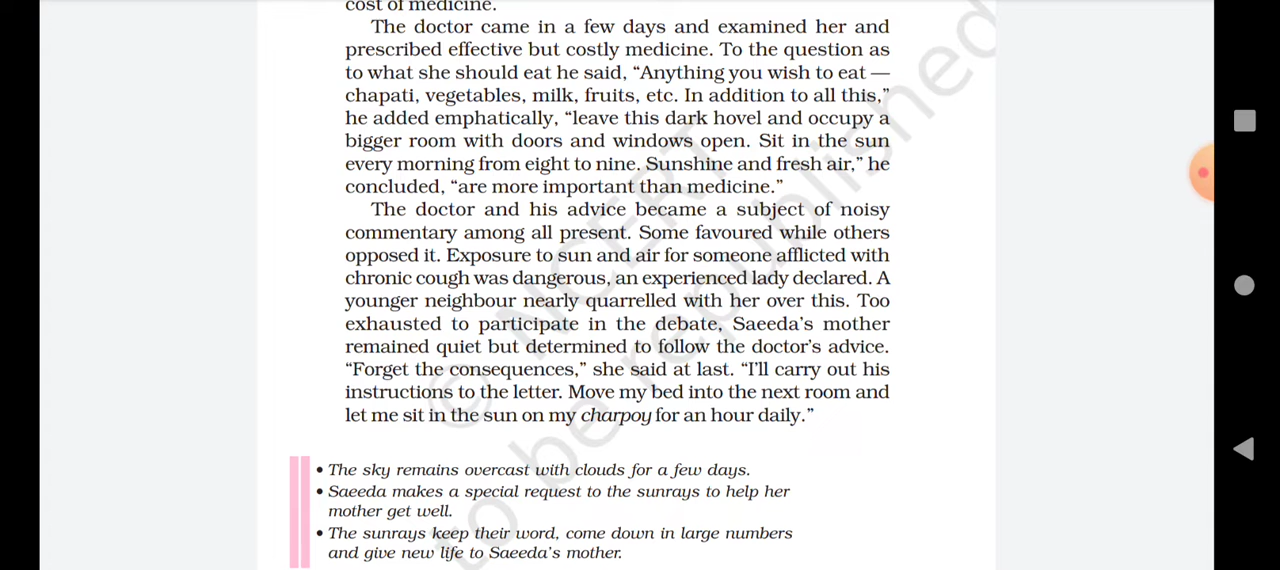 cost of medicine.
The doctor came in a few days and examined her and
prescribed effective but costly medicine. To the question as
to what she should eat he said, “Anything you wish to eat —
chapati, vegetables, milk, fruits, etc. In addition to all this,”
he added emphatically, “leave this dark hovel and occupy a
bigger room with doors and windows open. Sit in the sun
every morning from eight to nine. Sunshine and fresh air,” he
concluded, “are more important than medicine.”
The doctor and his advice became a subject of noisy
commentary among all present. Some favoured while others
opposed it. Exposure to sun and air for someone afflicted with
chronic cough was dangerous, an experienced lady declared. A
younger neighbour nearly quarrelled with her over this. Too
exhausted to participate in the debate, Saeeda’s mother
remained quiet but determined to follow the doctor’s advice.
“Forget the consequences,” she said at last. “I’ll carry out his
instructions to the letter. Move my bed into the next room and
let me sit in the sun on my charpoy for an hour daily.”
• The sky remains overcast with clouds for a few days.
• Saeeda makes a special request to the sunrays to help her
mother get well.
• The sunrays keep their word, come down in large numbers
and give new life to Saeeda’s mother.
© NCERT
to be republished